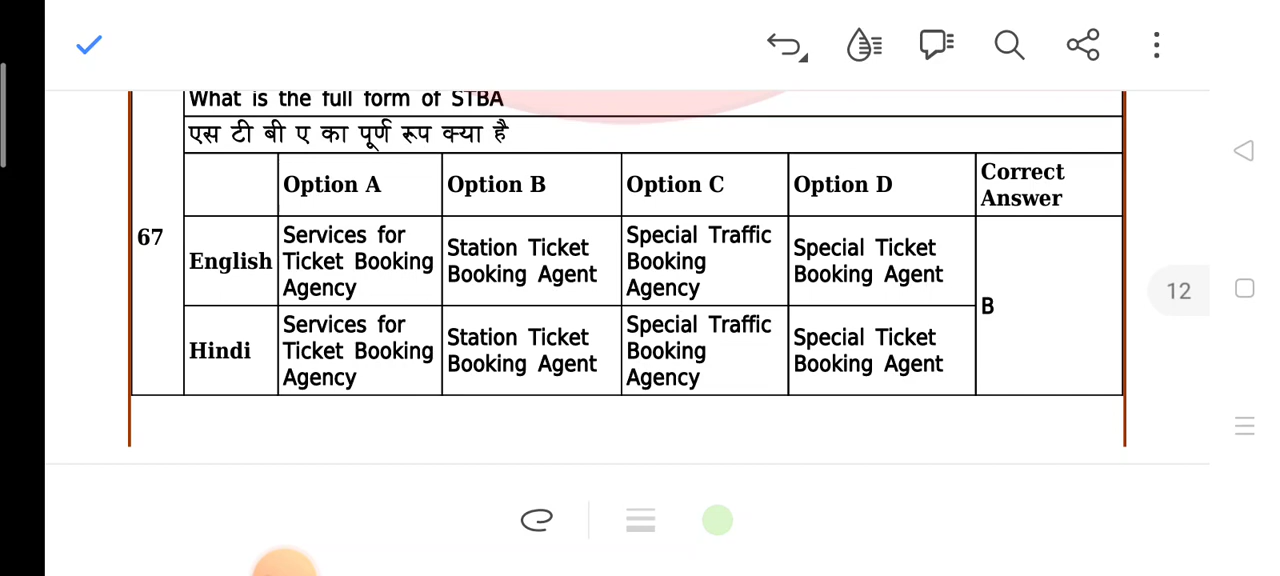 What is the full form of STBA
एस टी बी ए का पूर्ण रूप क्या है
Option A Option B Option C Option D Correct Answer
67
English
Services for Ticket Booking Agency
Station Ticket Booking Agent
Special Traffic Booking Agency
Special Ticket Booking Agent
B
Hindi
Services for Ticket Booking Agency
Station Ticket Booking Agent
Special Traffic Booking Agency
Special Ticket Booking Agent
12